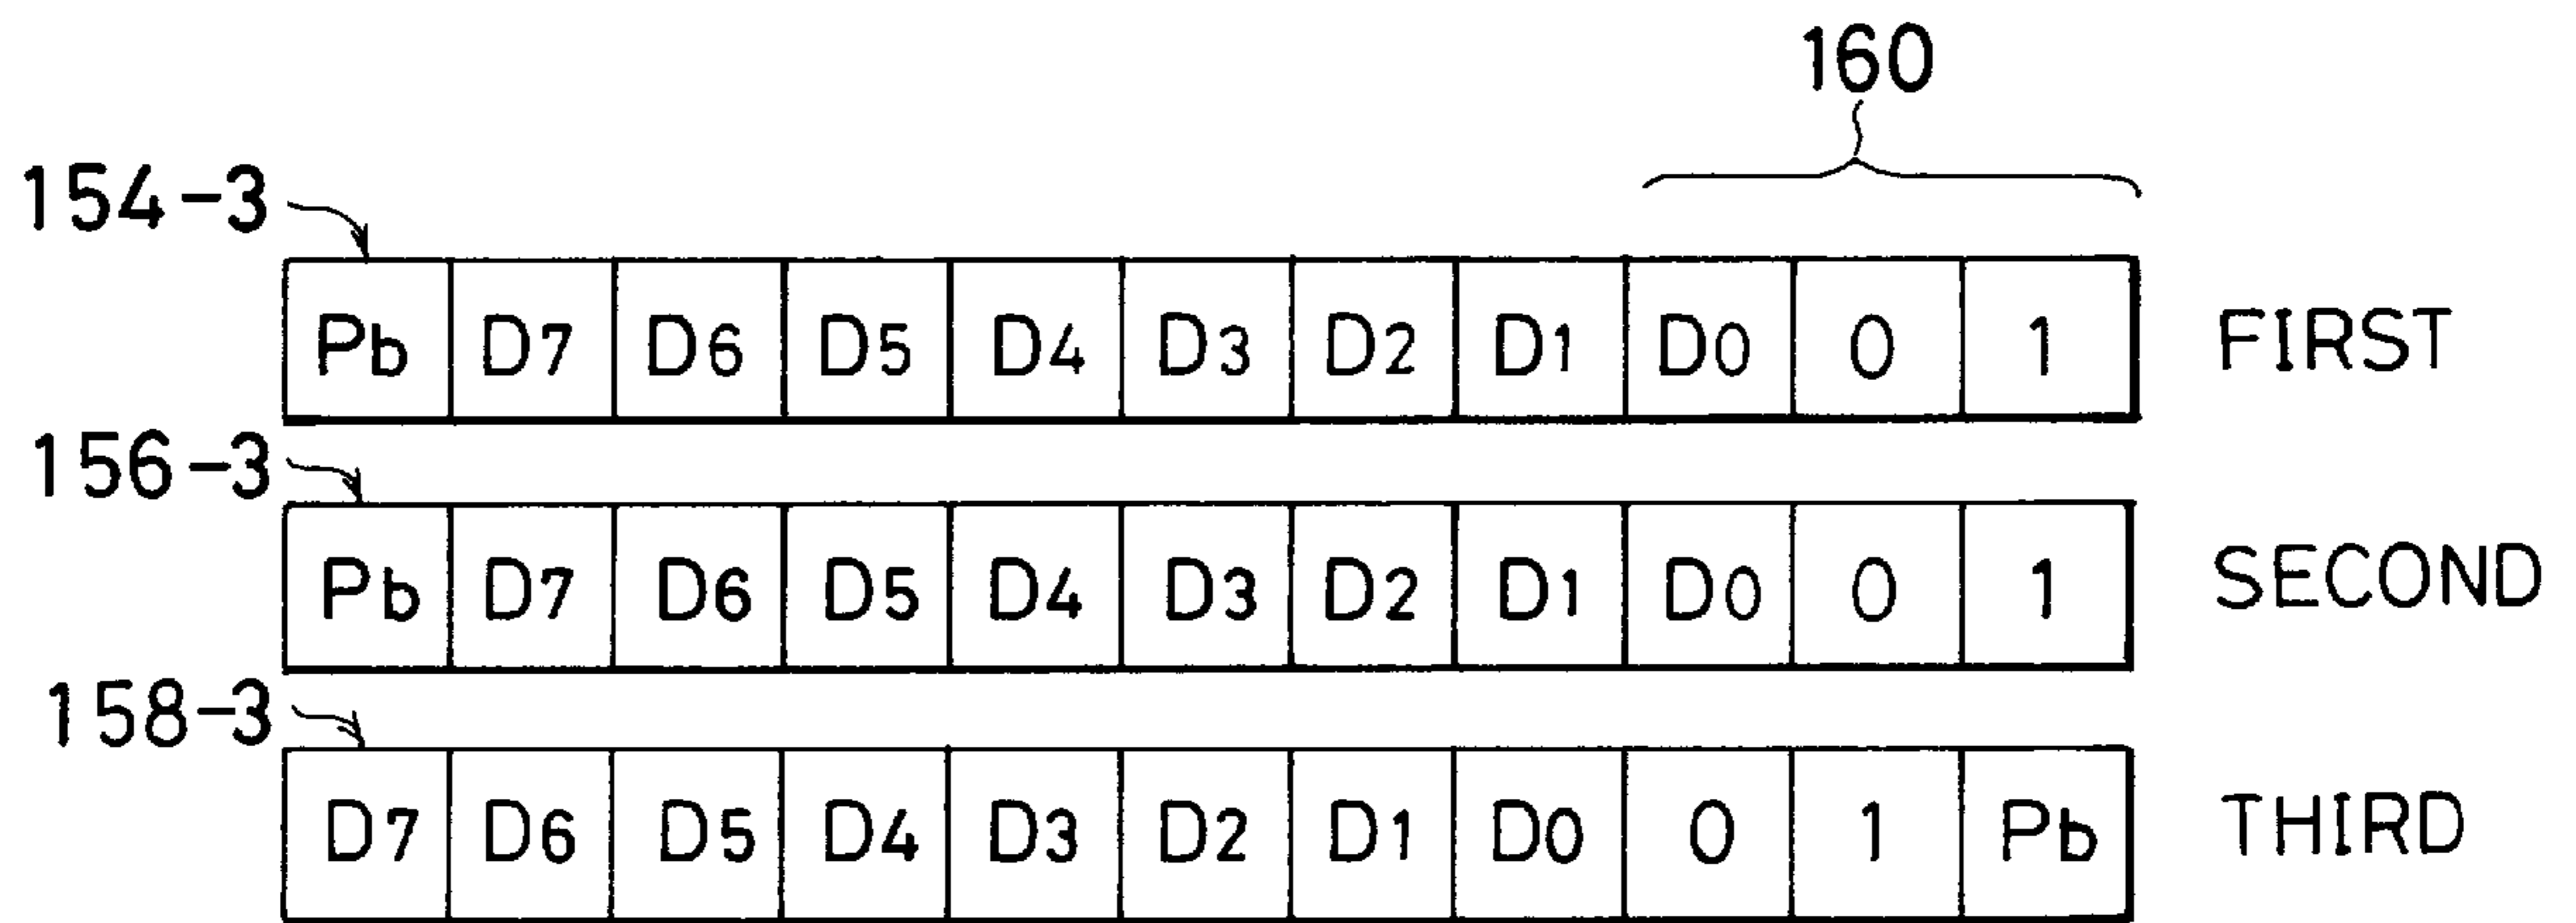 160
154-3
Pb D7 D6 D5 D4 D3 D2 D1 D0 0 1 FIRST
156-3
Pb D7 D6 D5 D4 D3 D2 D1 D0 0 1 SECOND
158-3
D7 D6 D5 D4 D3 D2 D1 D0 0 1 Pb THIRD